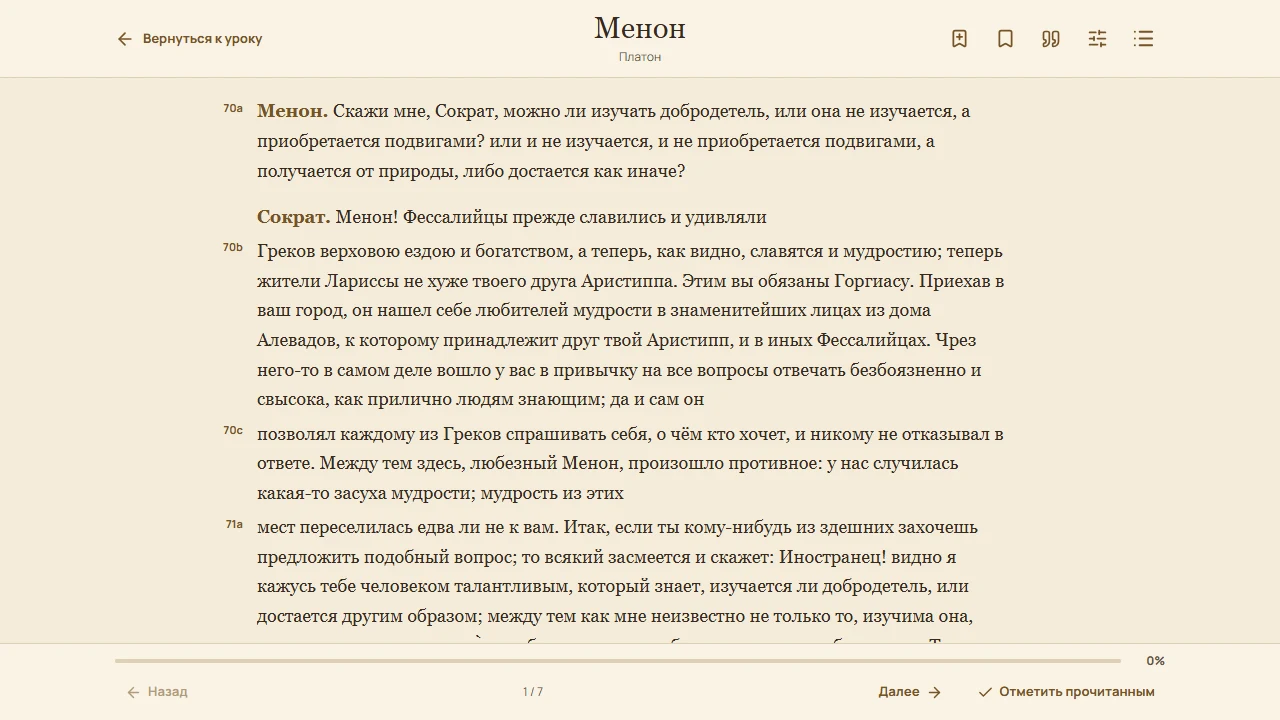 Вернуться к уроку
Менон
Платон
70a
Менон. Скажи мне, Сократ, можно ли изучать добродетель, или она не изучается, а
приобретается подвигами? или и не изучается, и не приобретается подвигами, а
получается от природы, либо достается как иначе?
Сократ. Менон! Фессалийцы прежде славились и удивляли
70b
Греков верховою ездою и богатством, а теперь, как видно, славятся и мудростию; теперь
жители Лариссы не хуже твоего друга Аристиппа. Этим вы обязаны Горгиасу. Приехав в
ваш город, он нашел себе любителей мудрости в знаменитейших лицах из дома
Алевадов, к которому принадлежит друг твой Аристипп, и в иных Фессалийцах. Чрез
него-то в самом деле вошло у вас в привычку на все вопросы отвечать безбоязненно и
свысока, как прилично людям знающим; да и сам он
70c
позволял каждому из Греков спрашивать себя, о чём кто хочет, и никому не отказывал в
ответе. Между тем здесь, любезный Менон, произошло противное: у нас случилась
какая-то засуха мудрости; мудрость из этих
71a
мест переселилась едва ли не к вам. Итак, если ты кому-нибудь из здешних захочешь
предложить подобный вопрос; то всякий засмеется и скажет: Иностранец! видно я
кажусь тебе человеком талантливым, который знает, изучается ли добродетель, или
достается другим образом; между тем как мне неизвестно не только то, изучима она,
0%
Назад
1 / 7
Далее
Отметить прочитанным